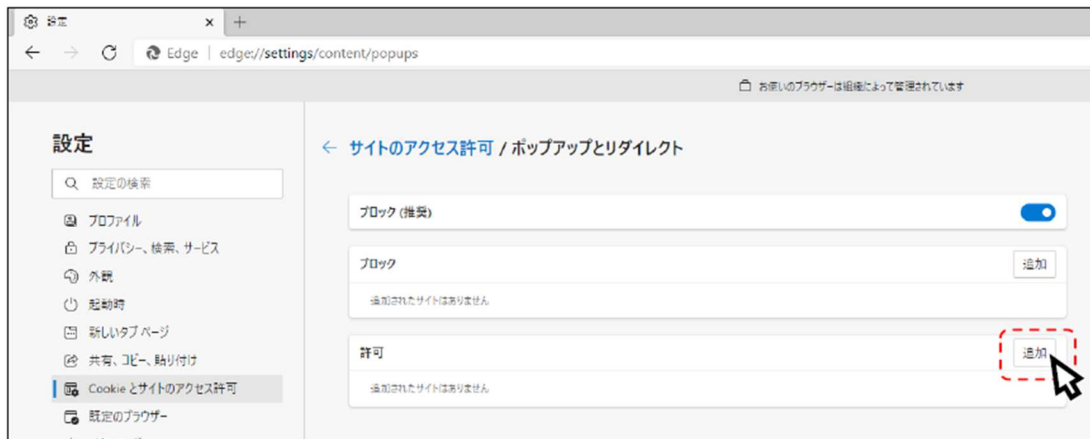 設定
Edge | edge://settings/content/popups
お使いのブラウザーは組織によって管理されています
設定
設定の検索
プロファイル
プライバシー、検索、サービス
外観
起動時
新しいタブ ページ
共有、コピー、貼り付け
Cookie とサイトのアクセス許可
既定のブラウザー
サイトのアクセス許可 / ポップアップとリダイレクト
ブロック (推奨)
ブロック
追加
追加されたサイトはありません
許可
追加
追加されたサイトはありません